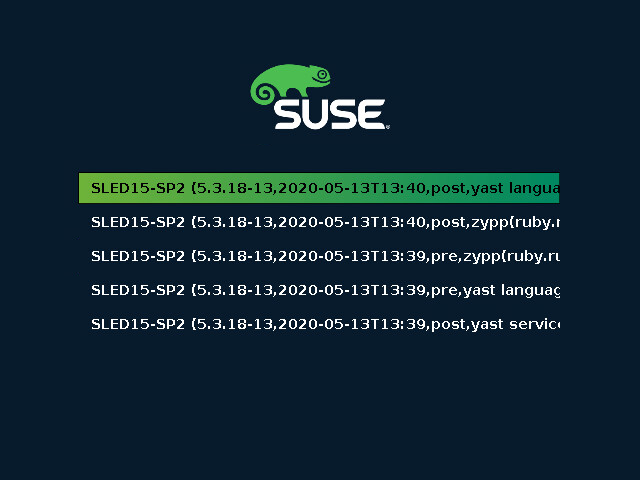 SUSE
SLED15-SP2 (5.3.18-13,2020-05-13T13:40,post,yast langua
SLED15-SP2 (5.3.18-13,2020-05-13T13:40,post,zypp(ruby.r
SLED15-SP2 (5.3.18-13,2020-05-13T13:39,pre,zypp(ruby.ru
SLED15-SP2 (5.3.18-13,2020-05-13T13:39,pre,yast languag
SLED15-SP2 (5.3.18-13,2020-05-13T13:39,post,yast servic